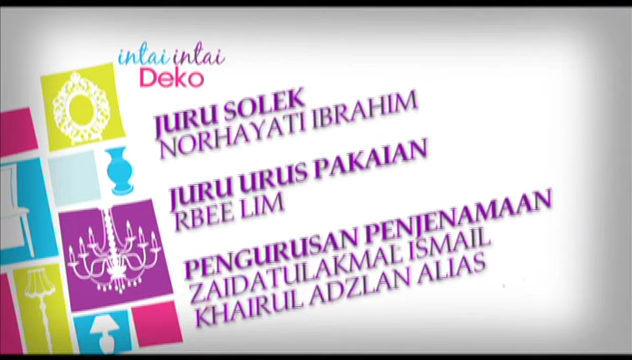 intai intai
Deko
JURU SOLEK
NORHAYATI IBRAHIM
JURU URUS PAKAIAN
RBEE LIM
PENGURUSAN PENJENAMAAN
ZAIDATULAKMAL ISMAIL
KHAIRUL ADZLAN ALIAS